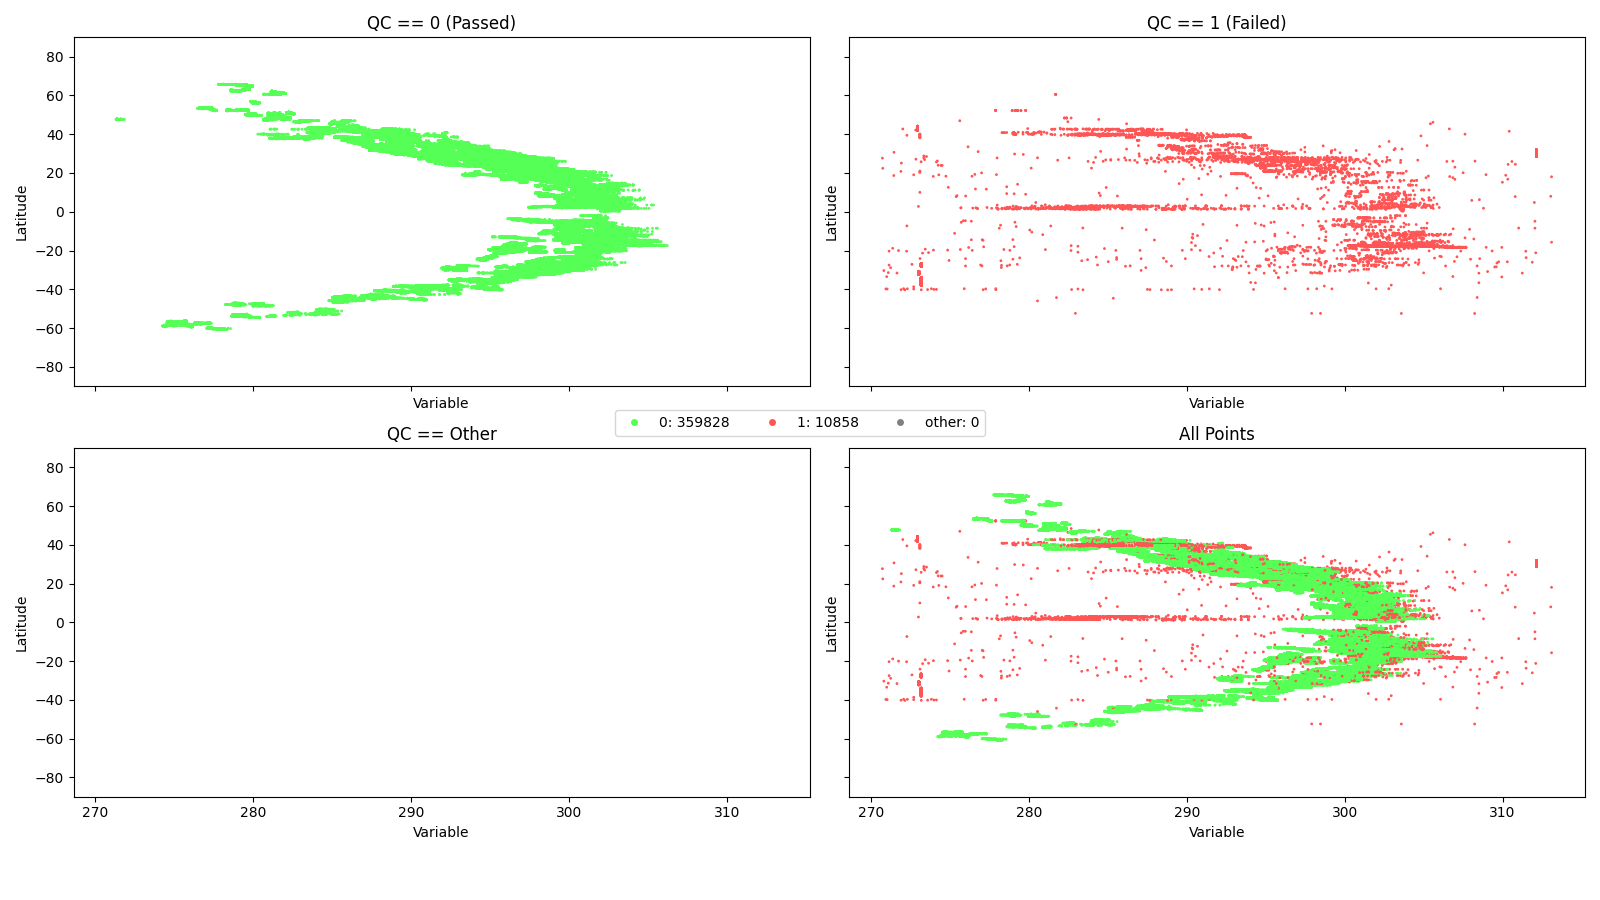 QC == 0 (Passed)
QC == 1 (Failed)
80
60
40
20
0
−20
−40
−60
−80
Latitude
Latitude
Variable
Variable
0: 359828 1: 10858 other: 0
QC == Other
All Points
80
60
40
20
0
−20
−40
−60
−80
Latitude
Latitude
270 280 290 300 310
270 280 290 300 310
Variable
Variable